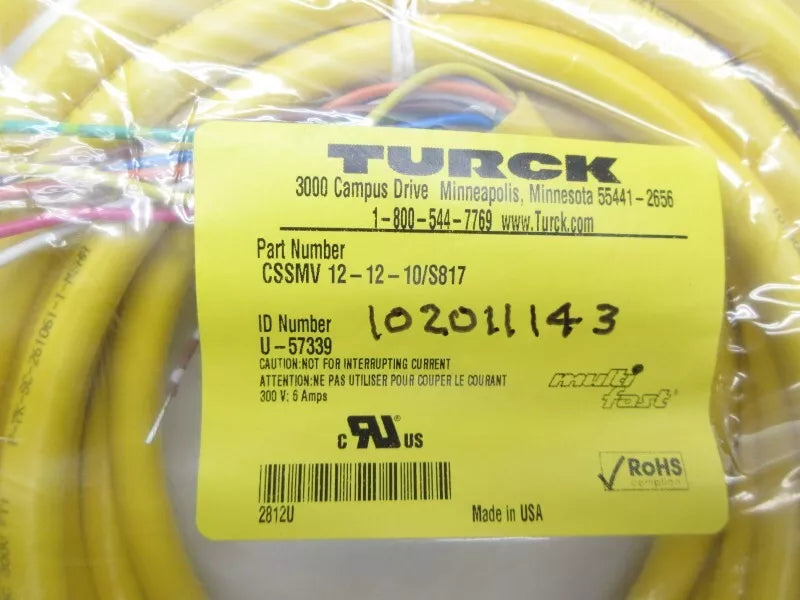 TURCK
3000 Campus Drive Minneapolis, Minnesota 55441-2656
1-800-544-7769 www.Turck.com
Part Number
CSSMV 12-12-10/S817
ID Number 102011143
U-57339
CAUTION:NOT FOR INTERRUPTING CURRENT
ATTENTION:NE PAS UTILISER POUR COUPER LE COURANT
300 V: 6 Amps
multi
fast®
c RU® US
RoHS
compliant
2812U
Made in USA